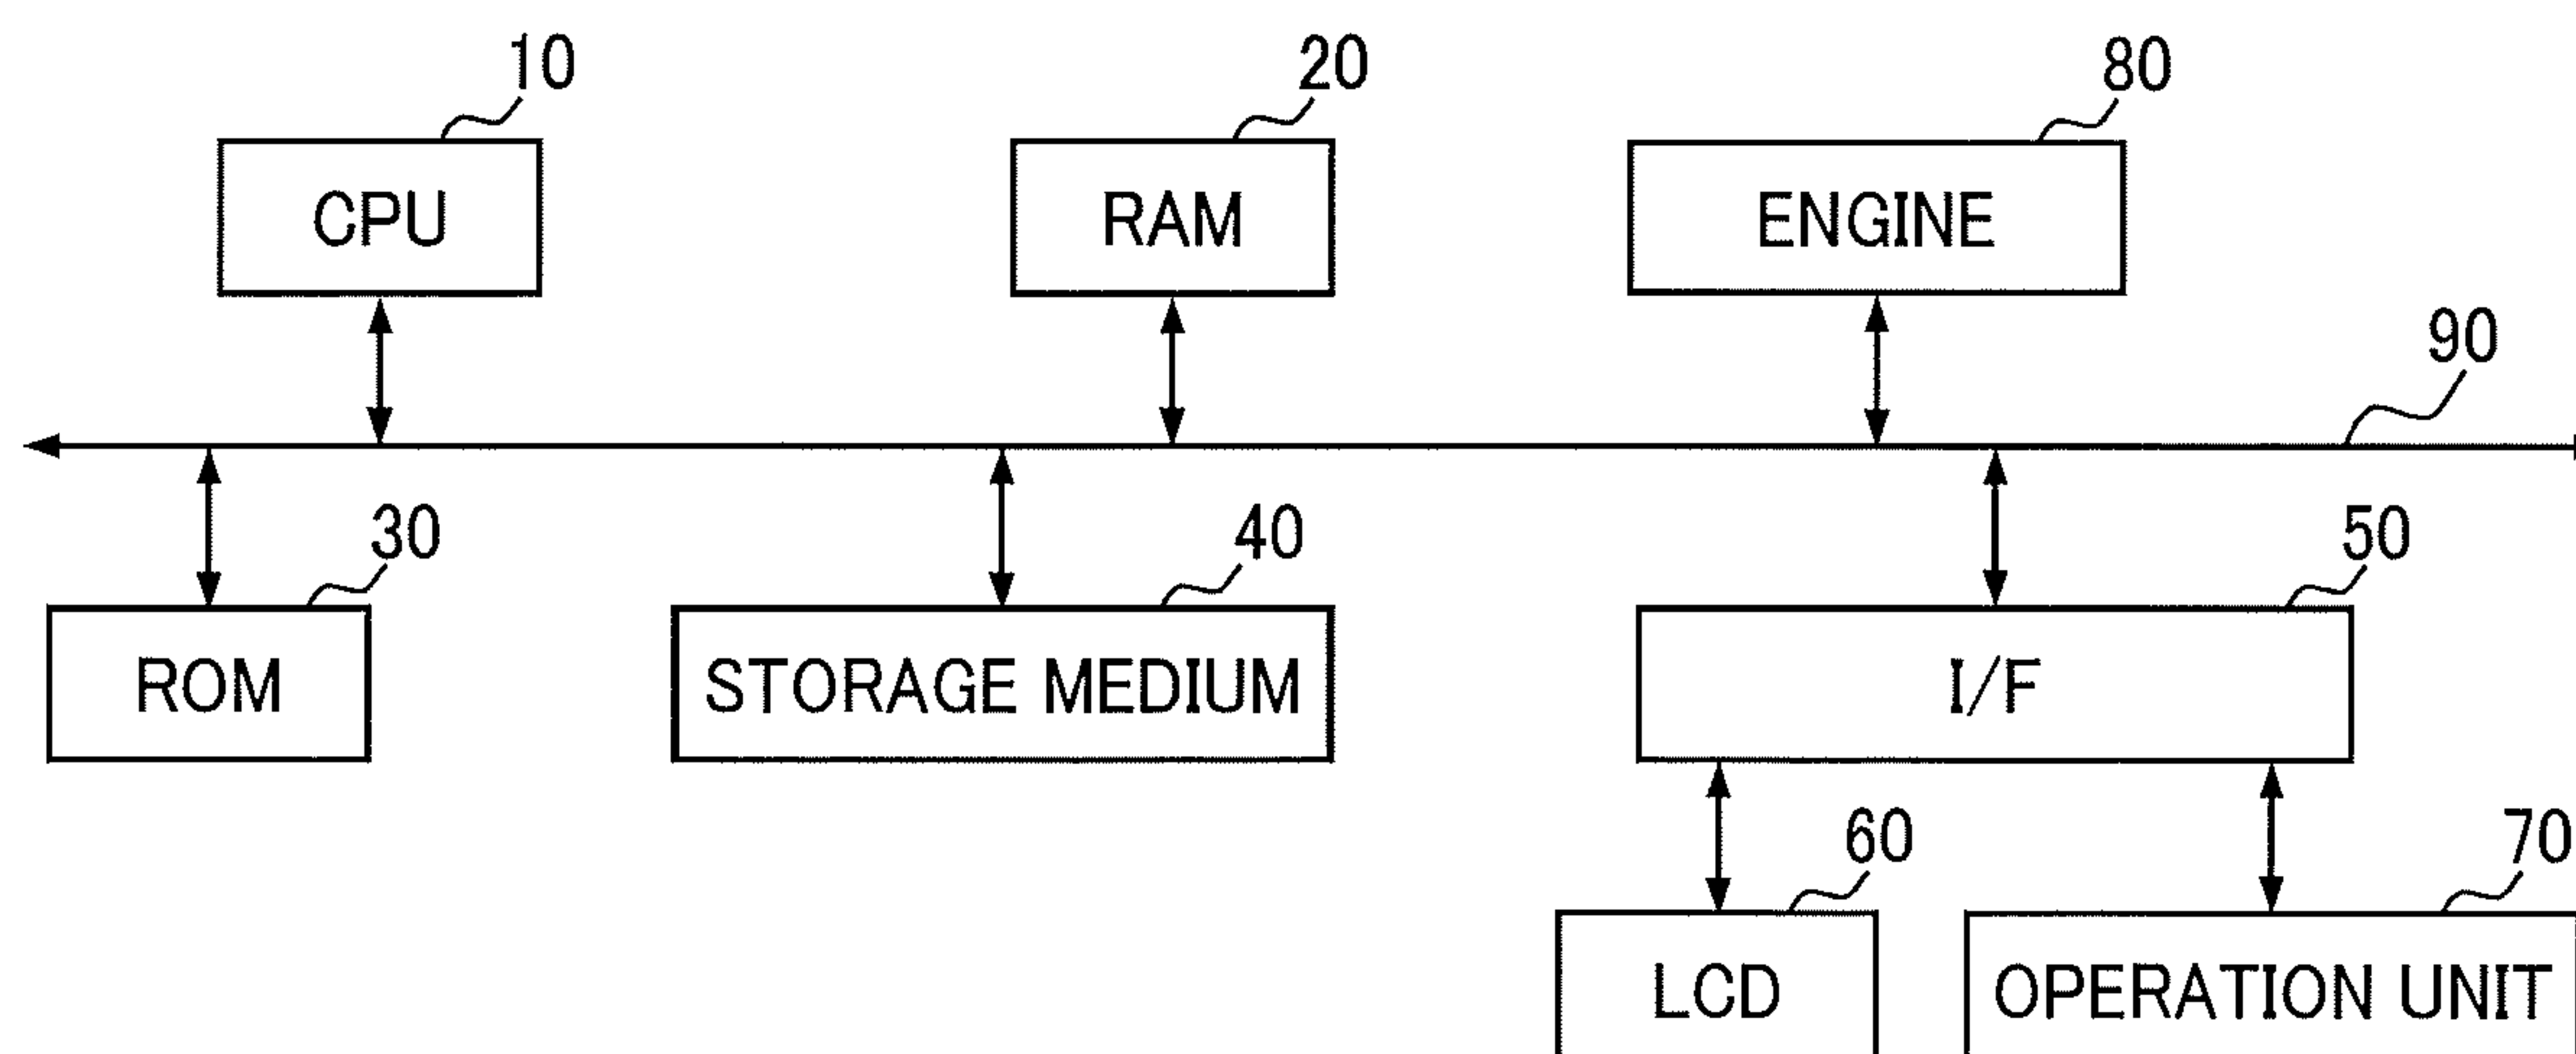 10
20
80
CPU
RAM
ENGINE
90
30
40
50
ROM
STORAGE MEDIUM
I/F
60
70
LCD
OPERATION UNIT